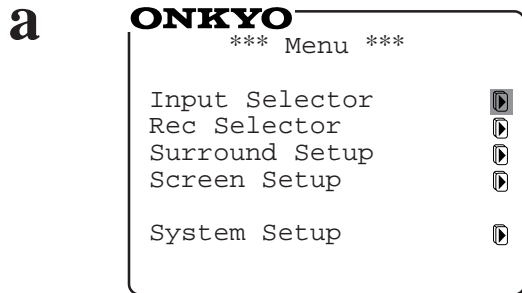 a
ONKYO
*** Menu ***
Input Selector
Rec Selector
Surround Setup
Screen Setup
System Setup